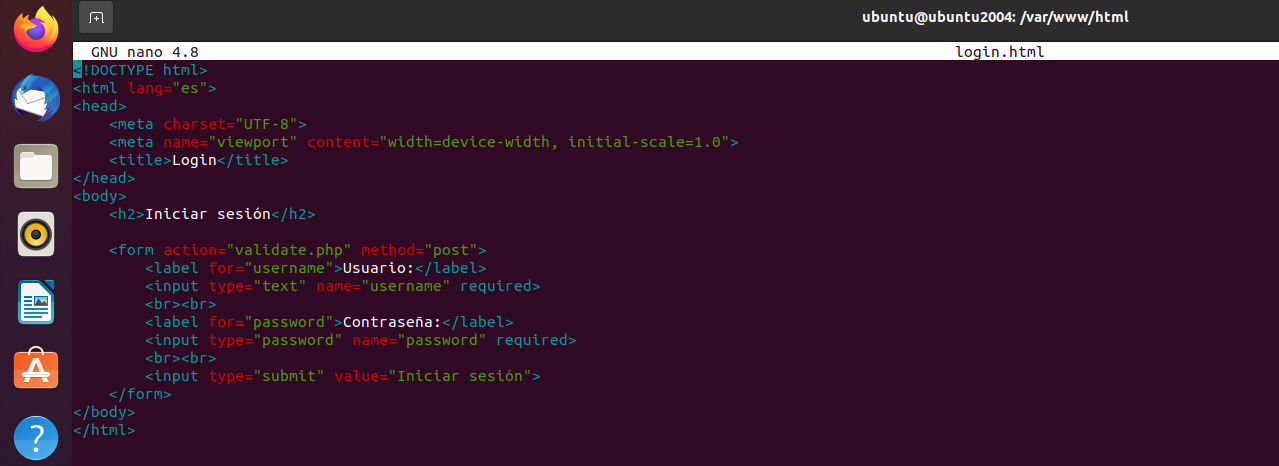 ubuntu@ubuntu2004: /var/www/html
GNU nano 4.8 login.html
<!DOCTYPE html>
<html lang="es">
<head>
    <meta charset="UTF-8">
    <meta name="viewport" content="width=device-width, initial-scale=1.0">
    <title>Login</title>
</head>
<body>
    <h2>Iniciar sesión</h2>

    <form action="validate.php" method="post">
        <label for="username">Usuario:</label>
        <input type="text" name="username" required>
        <br><br>
        <label for="password">Contraseña:</label>
        <input type="password" name="password" required>
        <br><br>
        <input type="submit" value="Iniciar sesión">
    </form>
</body>
</html>